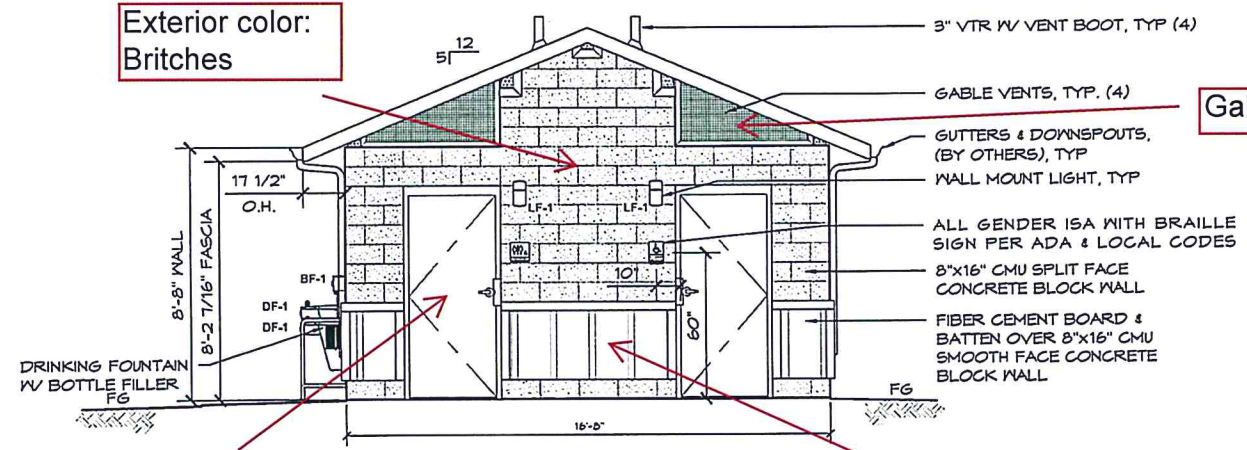 Exterior color:
Britches
12
5
3" VTR W/ VENT BOOT, TYP (4)
GABLE VENTS, TYP. (4)
Ga
GUTTERS & DOWNSPOUTS,
(BY OTHERS), TYP
WALL MOUNT LIGHT, TYP
17 1/2"
O.H.
LF-1
LF-1
ALL GENDER ISA WITH BRAILLE
SIGN PER ADA & LOCAL CODES
8'-8" WALL
8'-2 7/16" FASCIA
BF-1
10"
8"x16" CMU SPLIT FACE
CONCRETE BLOCK WALL
DF-1
DF-1
60"
FIBER CEMENT BOARD &
BATTEN OVER 8"x16" CMU
SMOOTH FACE CONCRETE
BLOCK WALL
DRINKING FOUNTAIN
W/ BOTTLE FILLER
FG
FG
16'-8"